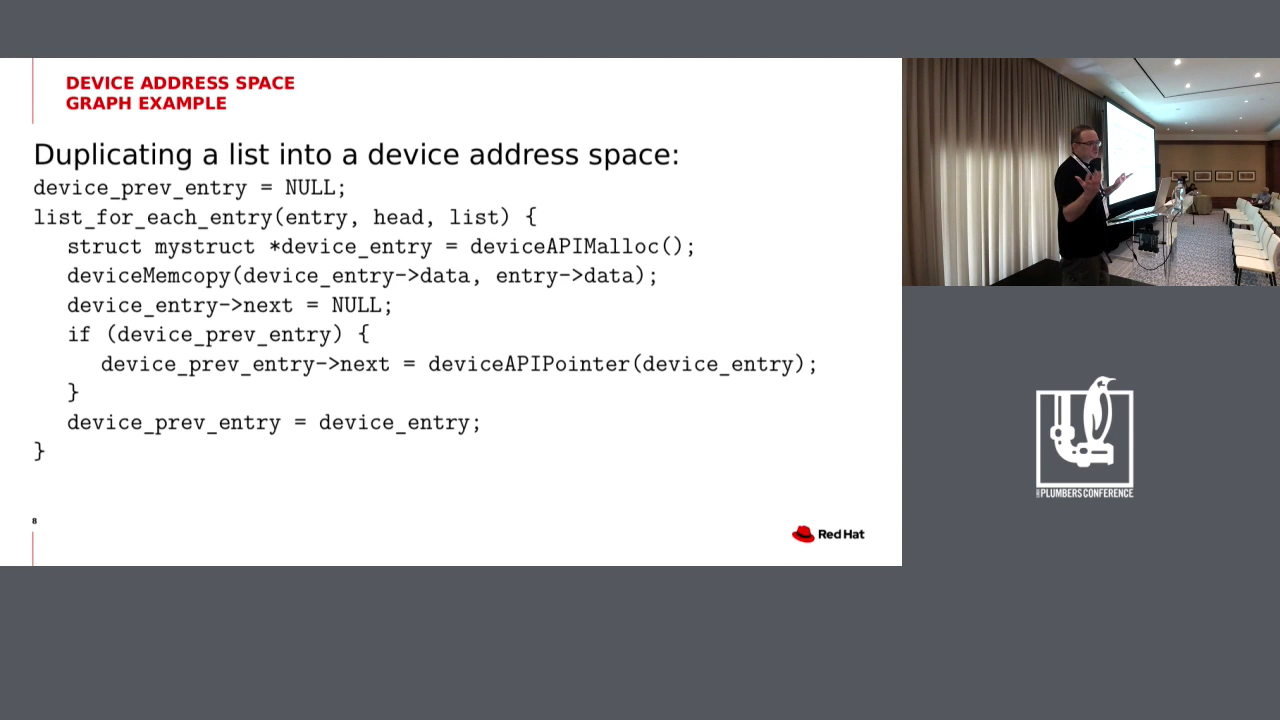 DEVICE ADDRESS SPACE
GRAPH EXAMPLE
Duplicating a list into a device address space:
device_prev_entry = NULL;
list_for_each_entry(entry, head, list) {
struct mystruct *device_entry = deviceAPIMalloc();
deviceMemcopy(device_entry->data, entry->data);
device_entry->next = NULL;
if (device_prev_entry) {
device_prev_entry->next = deviceAPIPointer(device_entry);
}
device_prev_entry = device_entry;
}
8
Red Hat
PLUMBERS CONFERENCE